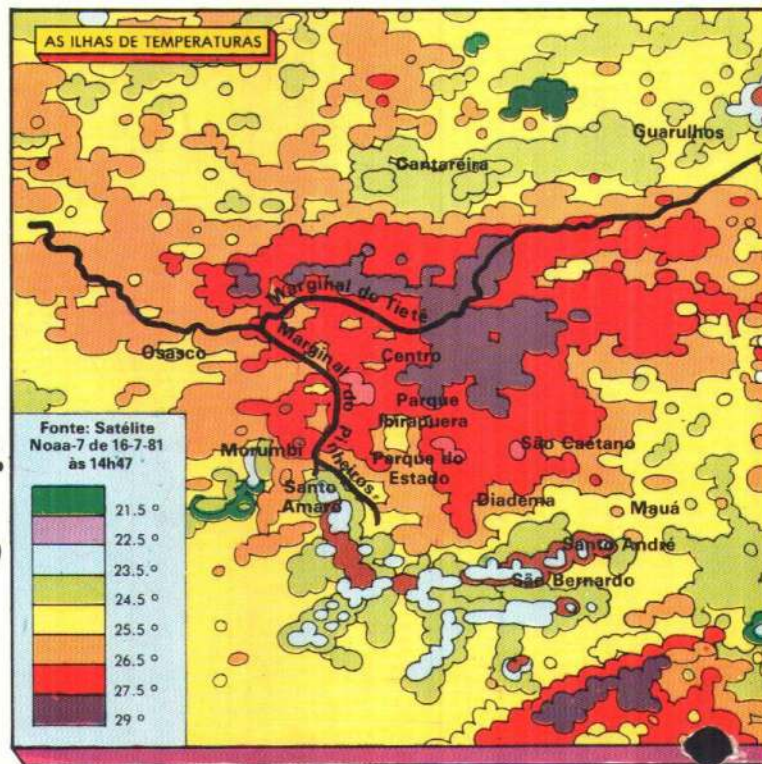 AS ILHAS DE TEMPERATURAS
Guarulhos
Cantareira
Marginal do Tietê
Marginal do Pinheiros
Osasco
Centro
Parque
Ibirapuera
Morumbi
Parque do
Estado
São Caetano
Santo
Amaro
Diadema
Mauá
Santo André
São Bernardo
Fonte: Satélite
Noaa-7 de 16-7-81
às 14h47
21.5 º
22.5 º
23.5.º
24.5 º
25.5 º
26.5 º
27.5 º
29 º